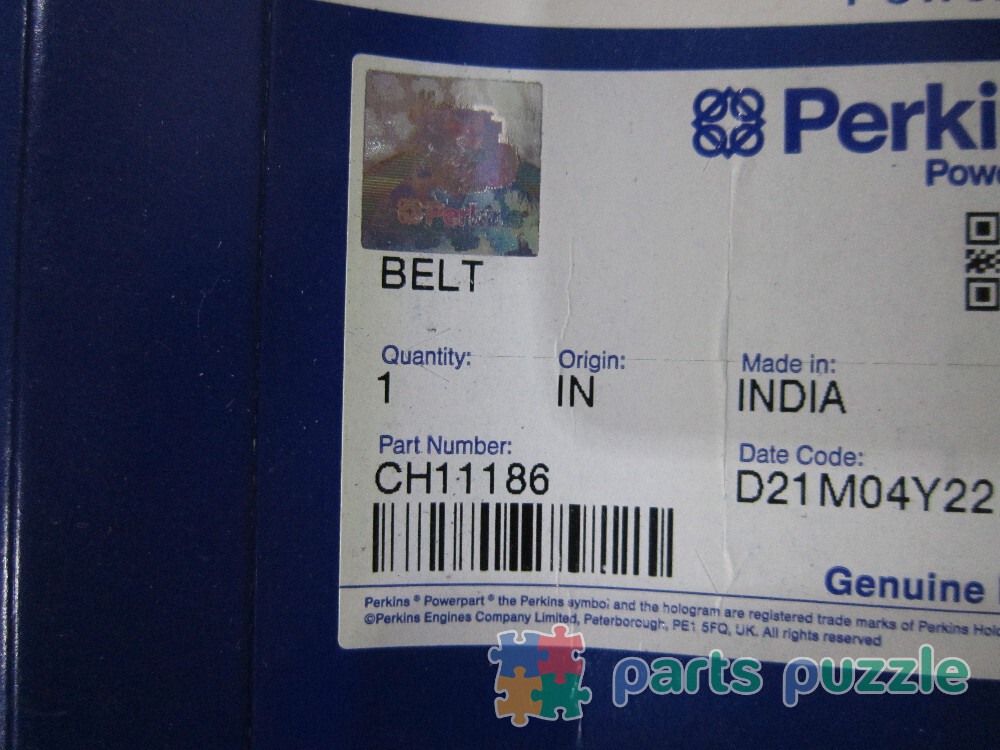 Perki
Powe
Perkins
BELT
Quantity: Origin: Made in:
1 IN INDIA
Part Number: Date Code:
CH11186 D21M04Y22
Genuine
Perkins ® Powerpart ® the Perkins symbol and the hologram are registered trade marks of Perkins Hol
©Perkins Engines Company Limited, Peterborough, PE1 5FQ, UK. All rights reserved
parts puzzle